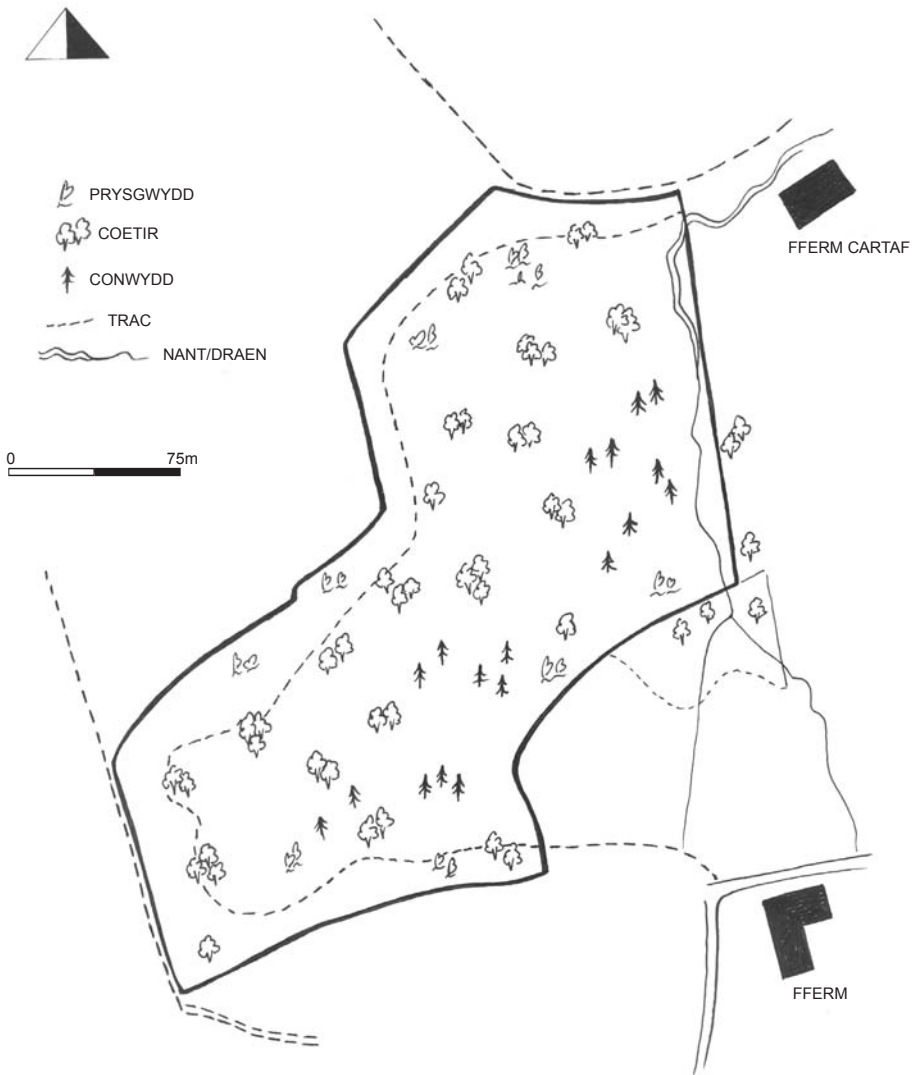 PRYSGWYDD
COETIR
CONWYDD
TRAC
NANT/DRAEN
0 75m
FFERM CARTAF
FFERM